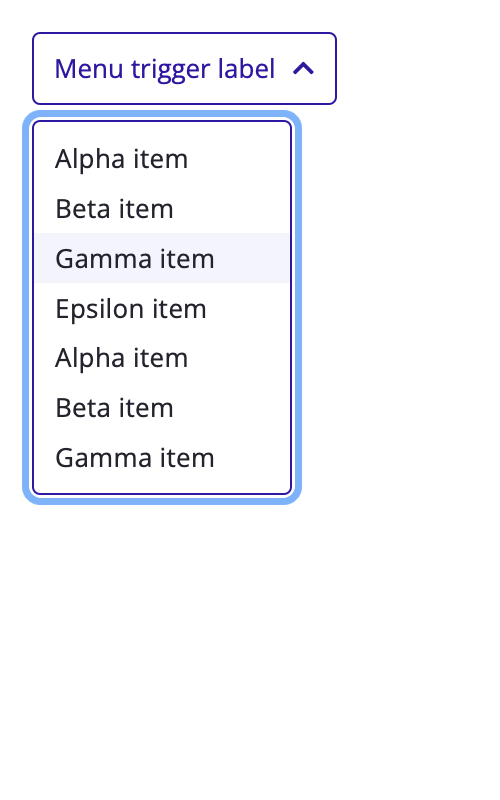 Menu trigger label
Alpha item
Beta item
Gamma item
Epsilon item
Alpha item
Beta item
Gamma item